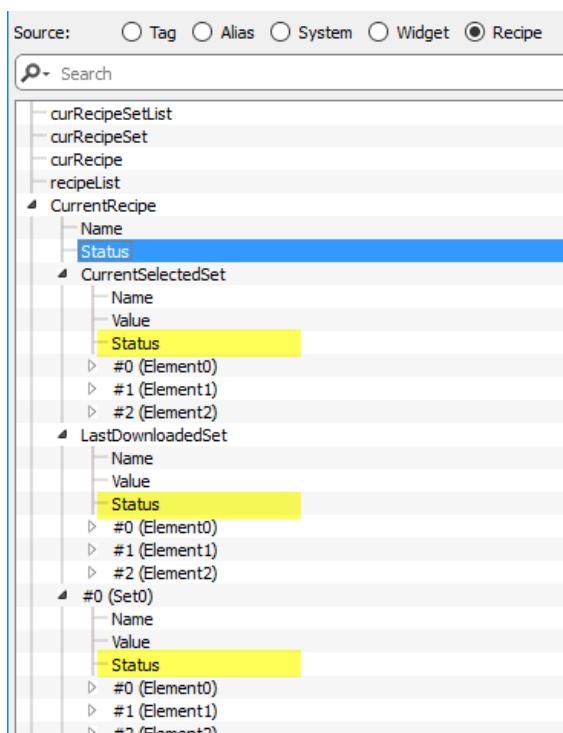 Source: Tag Alias System Widget Recipe
Search
curRecipeSetList
curRecipeSet
curRecipe
recipeList
CurrentRecipe
Name
Status
CurrentSelectedSet
Name
Value
Status
#0 (Element0)
#1 (Element1)
#2 (Element2)
LastDownloadedSet
Name
Value
Status
#0 (Element0)
#1 (Element1)
#2 (Element2)
#0 (Set0)
Name
Value
Status
#0 (Element0)
#1 (Element1)
#2 (Element2)